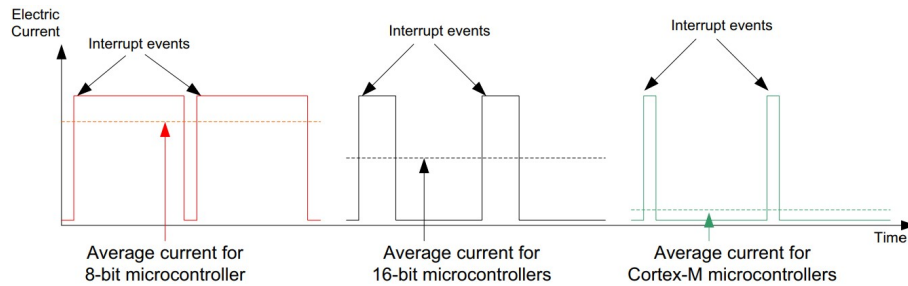 Electric
Current
Interrupt events
Interrupt events
Interrupt events
Time
Average current for
8-bit microcontroller
Average current for
16-bit microcontrollers
Average current for
Cortex-M microcontrollers